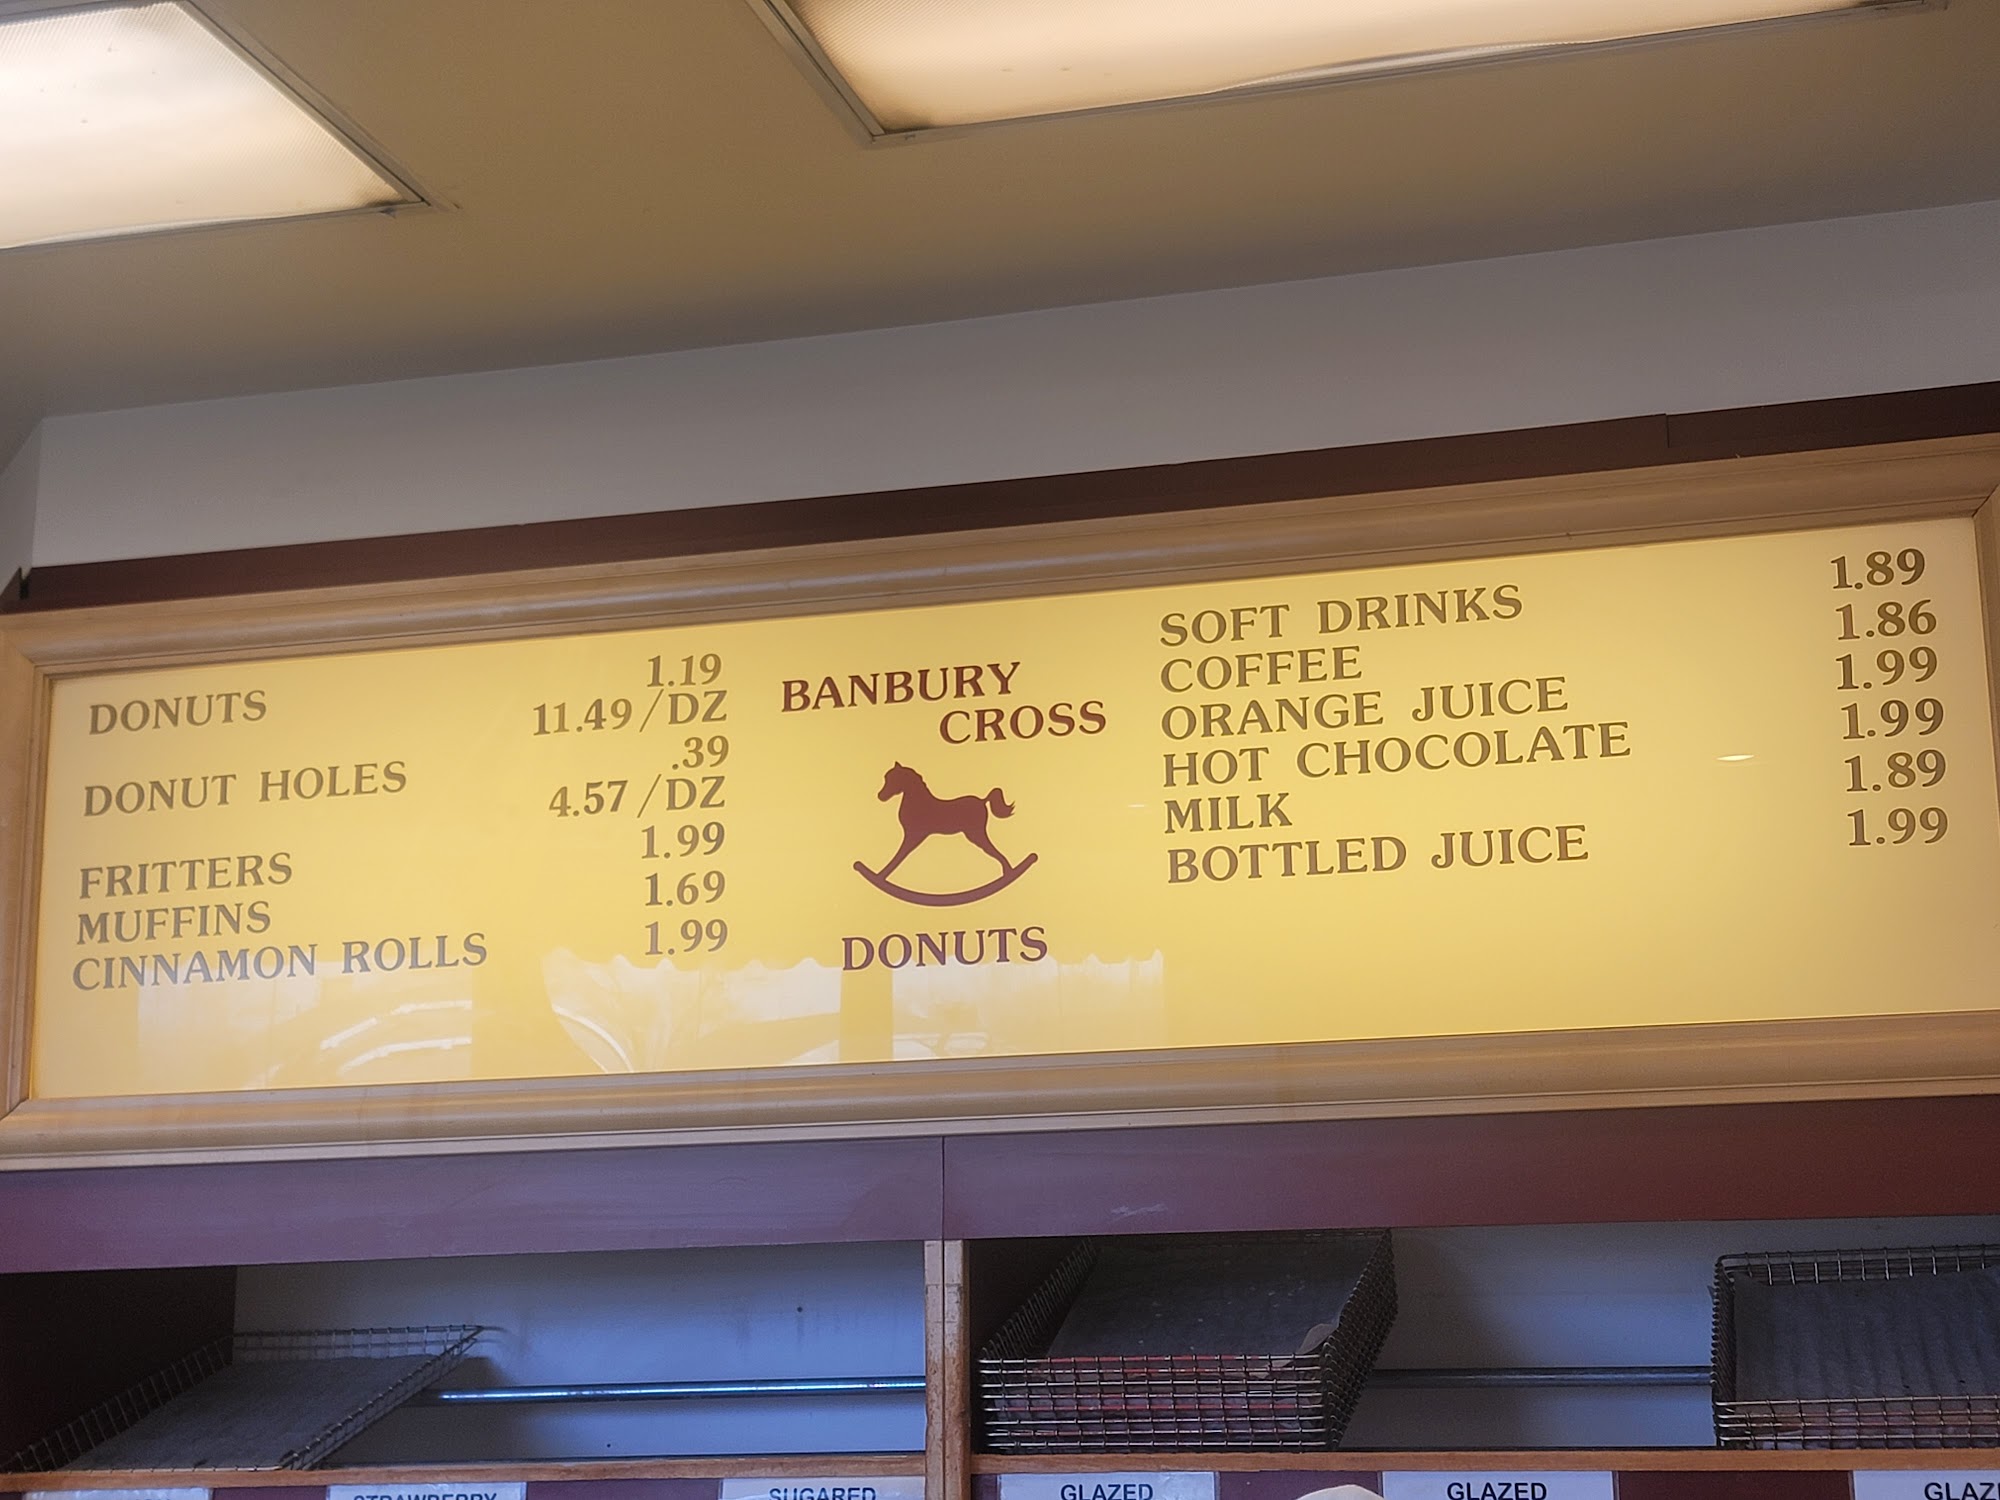 DONUTS 1.19
11.49/DZ
DONUT HOLES .39
4.57/DZ
FRITTERS 1.99
MUFFINS 1.69
CINNAMON ROLLS 1.99
BANBURY
CROSS
DONUTS
SOFT DRINKS 1.89
COFFEE 1.86
ORANGE JUICE 1.99
HOT CHOCOLATE 1.99
MILK 1.89
BOTTLED JUICE 1.99
STRAWBERRY
SUGARED
GLAZED
GLAZED
GLAZ